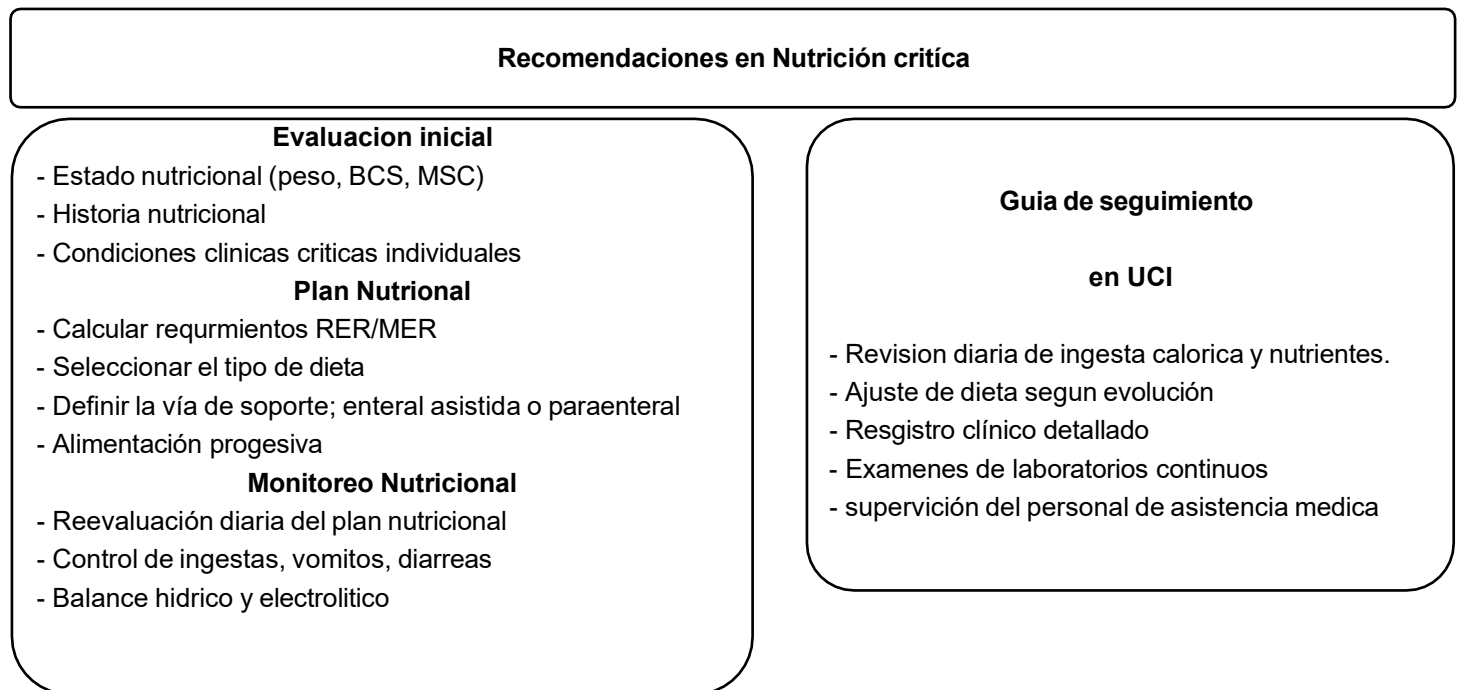 Recomendaciones en Nutrición critíca
Evaluacion inicial
- Estado nutricional (peso, BCS, MSC)
- Historia nutricional
- Condiciones clinicas criticas individuales
Plan Nutrional
- Calcular requrmientos RER/MER
- Seleccionar el tipo de dieta
- Definir la vía de soporte; enteral asistida o paraenteral
- Alimentación progesiva
Monitoreo Nutricional
- Reevaluación diaria del plan nutricional
- Control de ingestas, vomitos, diarreas
- Balance hidrico y electrolitico
Guia de seguimiento
en UCI
- Revision diaria de ingesta calorica y nutrientes.
- Ajuste de dieta segun evolución
- Resgistro clínico detallado
- Examenes de laboratorios continuos
- supervición del personal de asistencia medica